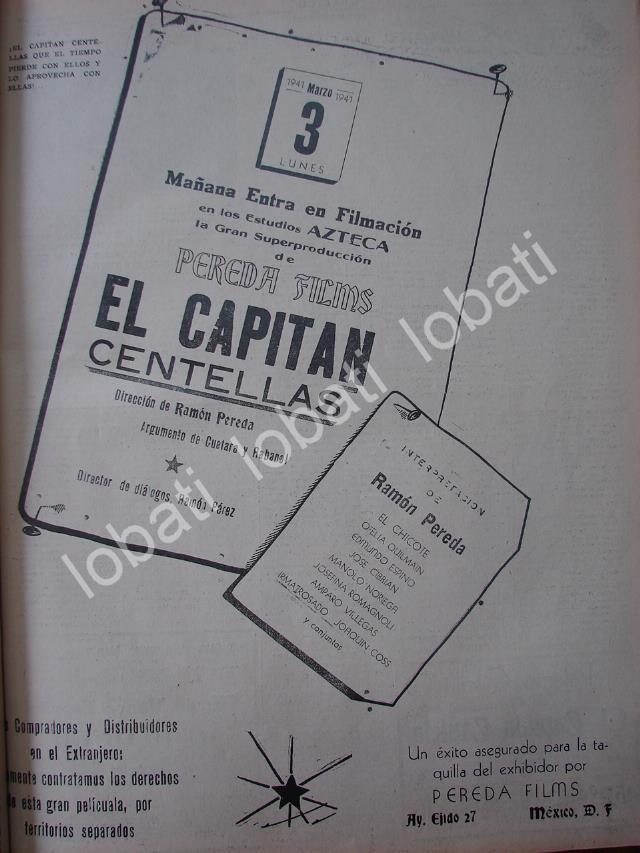 ¡EL CAPITAN CENTE-
LLAS QUE EL TIEMPO
PIERDE CON ELLOS Y
LO APROVECHA CON
ELLAS!...
1941 Marzo 1941
3
LUNES
Mañana Entra en Filmación
en los Estudios AZTECA
la Gran Superproducción
de
PEREDA FILMS
EL CAPITAN
CENTELLAS
Dirección de Ramón Pereda
Argumento de Cuetara y Rabanal
Director de diálogos, Ramón Pérez
INTERPRETACION
DE
Ramón Pereda
EL CHICOTE
OFELIA GUILMAIN
EDMUNDO ESPINO
JOSE CIBRIAN
MANOLO NORIEGA
JOSEFINA ROMAGNOLI
AMPARO VILLEGAS
IRMA ROSADO JOAQUIN COSS
y conjuntos
Compradores y Distribuidores
en el Extranjero:
mente contratamos los derechos
de esta gran pelícuala, por
territorios separados
Un éxito asegurado para la ta-
quilla del exhibidor por
PEREDA FILMS
Av. Ejido 27 México, D. F
lobati lobati lobati lobati